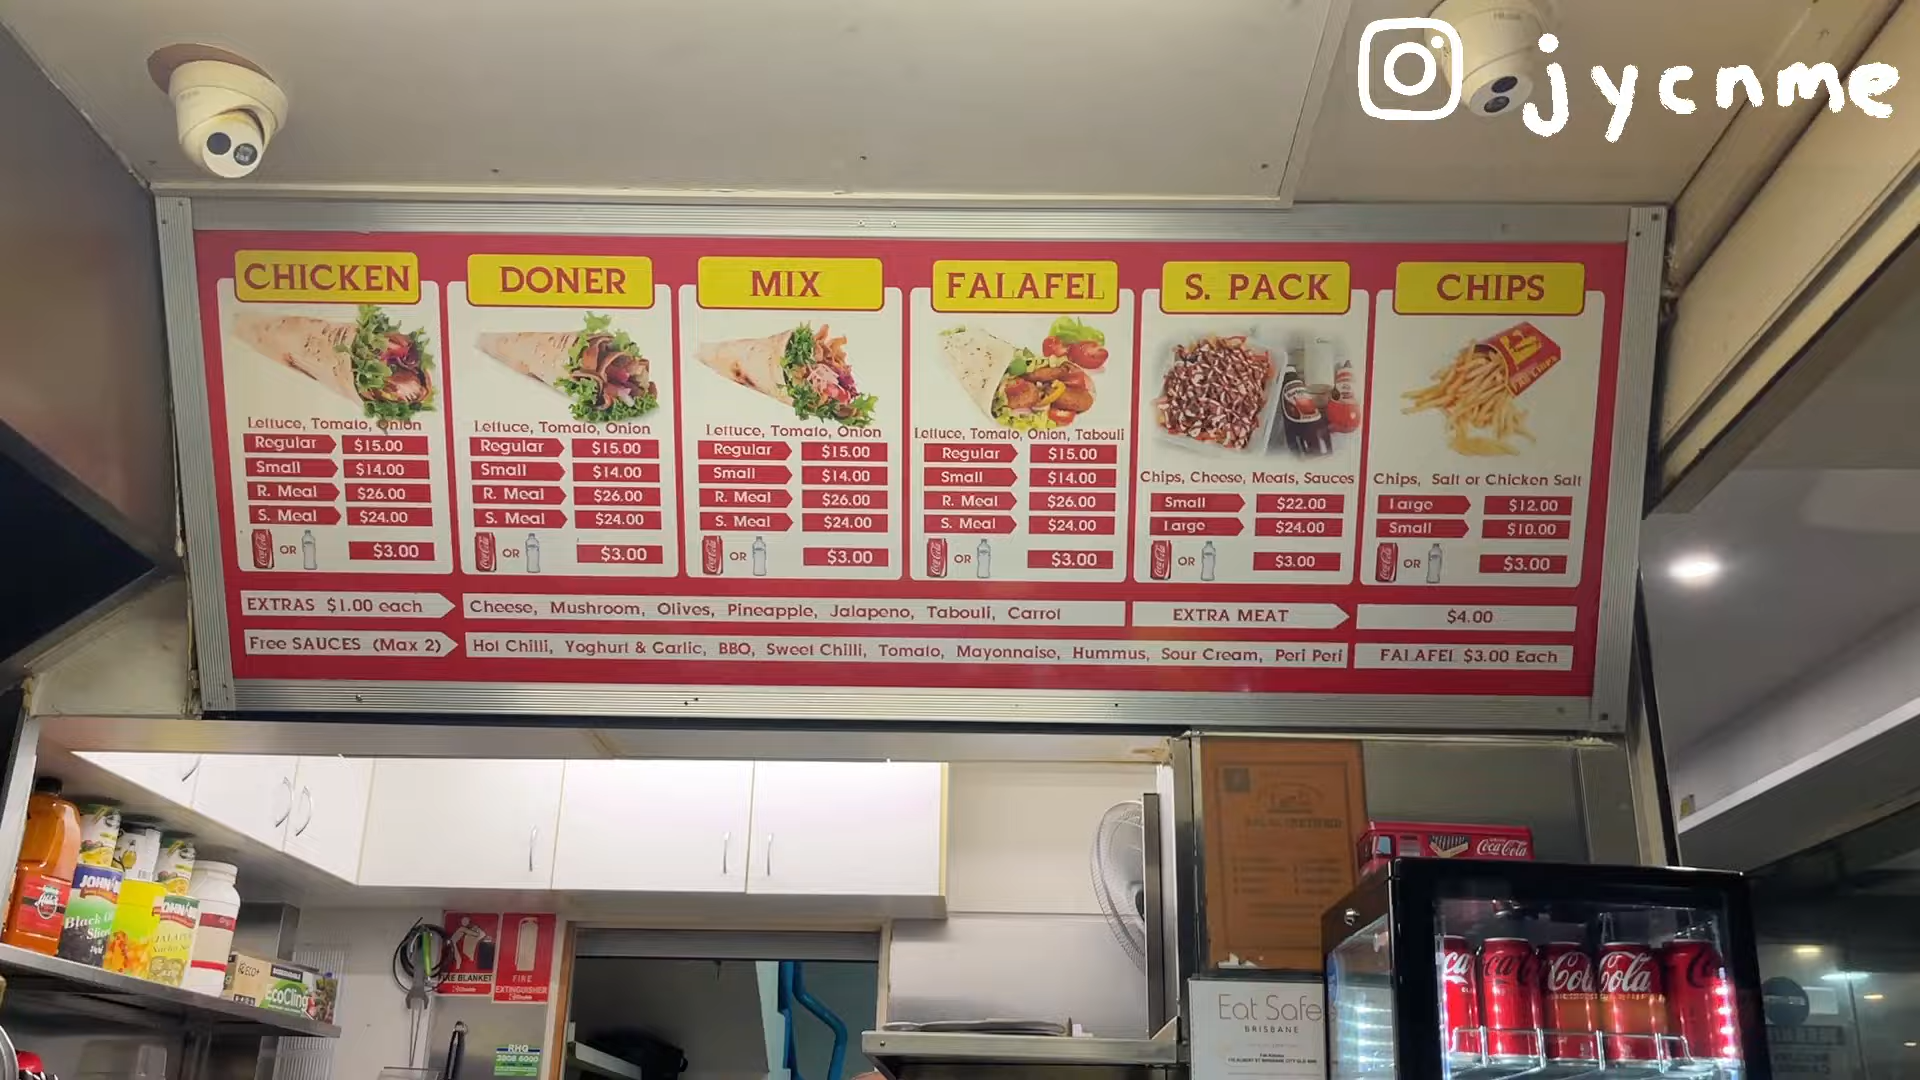 jycnme
CHICKEN
Lettuce, Tomato, Onion
Regular $15.00
Small $14.00
R. Meal $26.00
S. Meal $24.00
OR $3.00
DONER
Lettuce, Tomato, Onion
Regular $15.00
Small $14.00
R. Meal $26.00
S. Meal $24.00
OR $3.00
MIX
Lettuce, Tomato, Onion
Regular $15.00
Small $14.00
R. Meal $26.00
S. Meal $24.00
OR $3.00
FALAFEL
Lettuce, Tomato, Onion, Tabouli
Regular $15.00
Small $14.00
R. Meal $26.00
S. Meal $24.00
OR $3.00
S. PACK
Chips, Cheese, Meats, Sauces
Small $22.00
Large $24.00
OR $3.00
CHIPS
Chips, Salt or Chicken Salt
Large $12.00
Small $10.00
OR $3.00
EXTRAS $1.00 each
Cheese, Mushroom, Olives, Pineapple, Jalapeno, Tabouli, Carrot
EXTRA MEAT $4.00
Free SAUCES (Max 2)
Hot Chilli, Yoghurt & Garlic, BBQ, Sweet Chilli, Tomato, Mayonnaise, Hummus, Sour Cream, Peri Peri
FALAFEL $3.00 Each
Black
FIRE BLANKET
FIRE
EXTINGUISHER
ECO+
EcoCling
RHG
Eat Safe
BRISBANE
Coca-Cola
Coca Cola